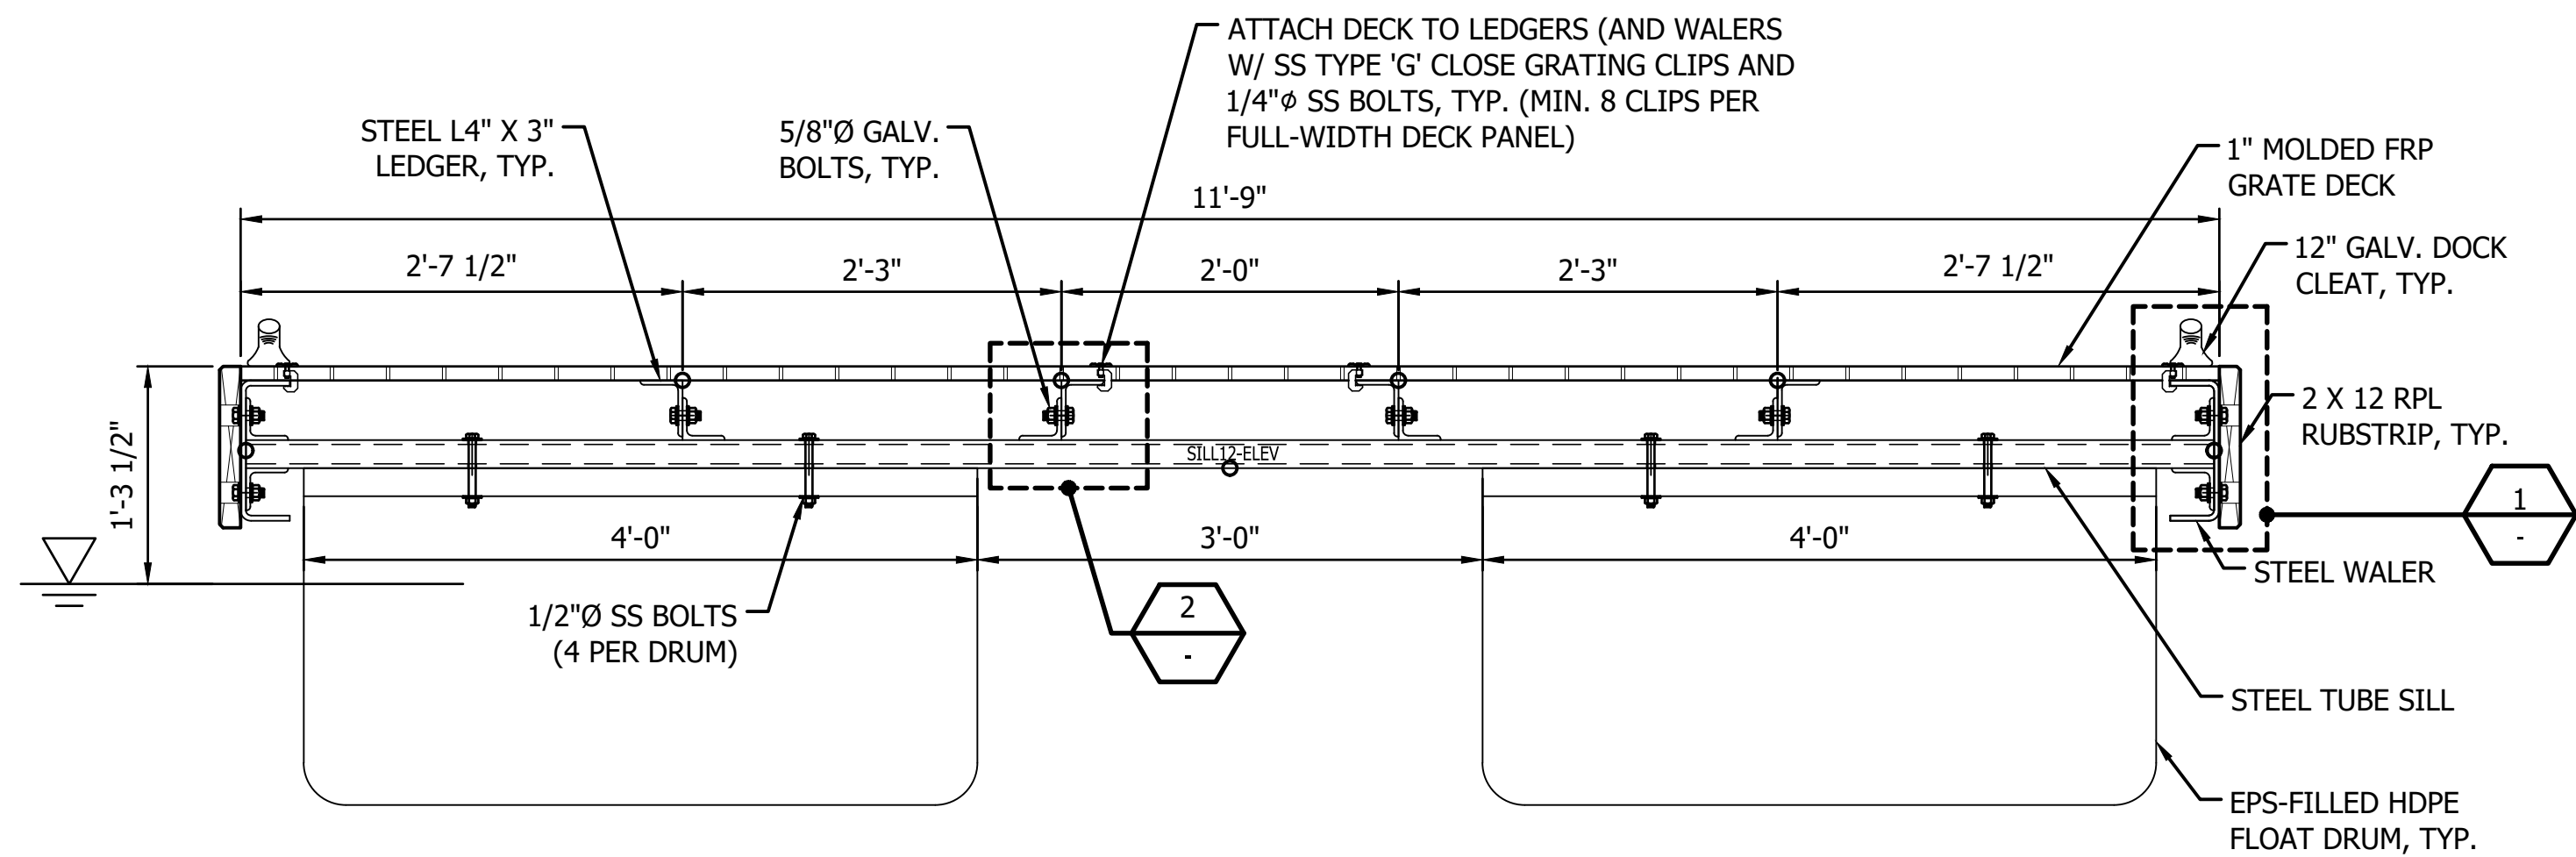 ATTACH DECK TO LEDGERS (AND WALERS
W/ SS TYPE 'G' CLOSE GRATING CLIPS AND
1/4"ϕ SS BOLTS, TYP. (MIN. 8 CLIPS PER
FULL-WIDTH DECK PANEL)
STEEL L4" X 3"
LEDGER, TYP.
5/8"Ø GALV.
BOLTS, TYP.
1" MOLDED FRP
GRATE DECK
11'-9"
12" GALV. DOCK
CLEAT, TYP.
2'-7 1/2"
2'-3"
2'-0"
2'-3"
2'-7 1/2"
2 X 12 RPL
RUBSTRIP, TYP.
1'-3 1/2"
SILL12-ELEV
1
-
4'-0"
3'-0"
4'-0"
STEEL WALER
1/2"Ø SS BOLTS
(4 PER DRUM)
2
-
STEEL TUBE SILL
EPS-FILLED HDPE
FLOAT DRUM, TYP.